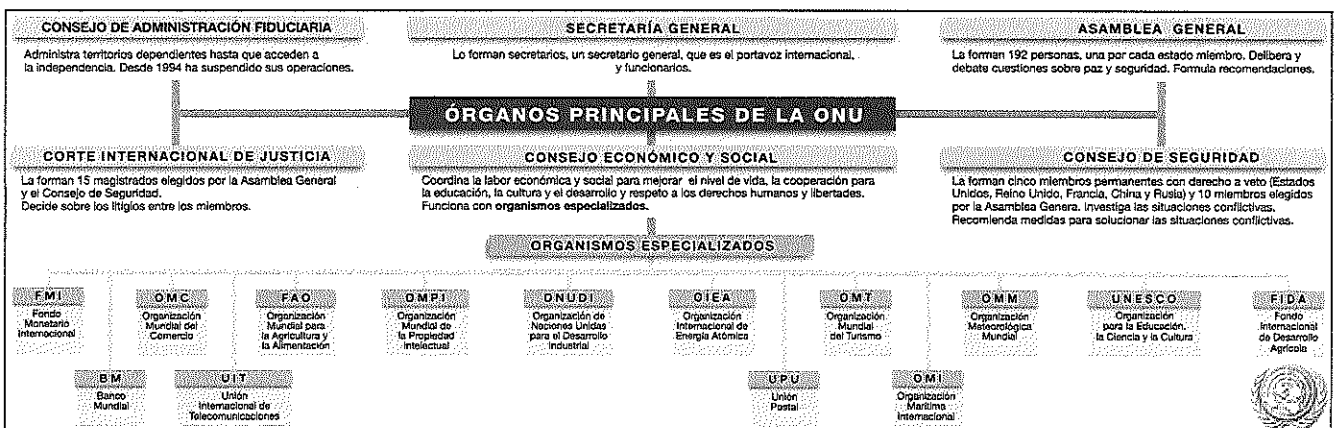 CONSEJO DE ADMINISTRACIÓN FIDUCIARIA
Administra territorios dependientes hasta que acceden a
la independencia. Desde 1994 ha suspendido sus operaciones.
SECRETARÍA GENERAL
Lo forman secretarios, un secretario general, que es el portavoz internacional,
y funcionarios.
ASAMBLEA GENERAL
La forman 192 personas, una por cada estado miembro. Delibera y
debate cuestiones sobre paz y seguridad. Formula recomendaciones.
ÓRGANOS PRINCIPALES DE LA ONU
CORTE INTERNACIONAL DE JUSTICIA
La forman 15 magistrados elegidos por la Asamblea General
y el Consejo de Seguridad.
Decide sobre los litigios entre los miembros.
CONSEJO ECONÓMICO Y SOCIAL
Coordina la labor económica y social para mejorar el nivel de vida, la cooperación para
la educación, la cultura y el desarrollo y respeto a los derechos humanos y libertades.
Funciona con organismos especializados.
CONSEJO DE SEGURIDAD
La forman cinco miembros permanentes con derecho a veto (Estados
Unidos, Reino Unido, Francia, China y Rusia) y 10 miembros elegidos
por la Asamblea Genera. Investiga las situaciones conflictivas.
Recomienda medidas para solucionar las situaciones conflictivas.
ORGANISMOS ESPECIALIZADOS
FMI
Fondo
Monetario
Internacional
OMC
Organización
Mundial del
Comercio
FAO
Organización
Mundial para
la Agricultura y
la Alimentación
OMPI
Organización
Mundial de
la Propiedad
Intelectual
ONUDI
Organización de
Naciones Unidas
para el Desarrollo
Industrial
OIEA
Organización
Internacional de
Energía Atómica
OMT
Organización
Mundial
del Turismo
OMM
Organización
Meteorológica
Mundial
UNESCO
Organización
para la Educación,
la Ciencia y la Cultura
FIDA
Fondo
Internacional
de Desarrollo
Agrícola
BM
Banco
Mundial
UIT
Unión
Internacional de
Telecomunicaciones
UPU
Unión
Postal
OMI
Organización
Marítima
Internacional